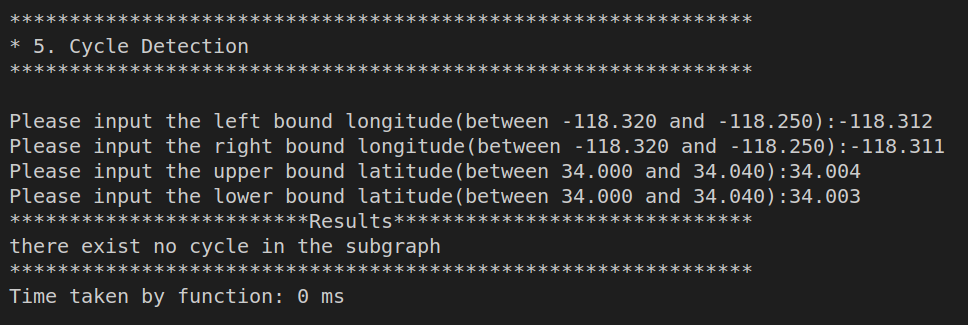 **************************************************************
* 5. Cycle Detection
**************************************************************
Please input the left bound longitude(between -118.320 and -118.250):-118.312
Please input the right bound longitude(between -118.320 and -118.250):-118.311
Please input the upper bound latitude(between 34.000 and 34.040):34.004
Please input the lower bound latitude(between 34.000 and 34.040):34.003
*************************Results******************************
there exist no cycle in the subgraph
**************************************************************
Time taken by function: 0 ms